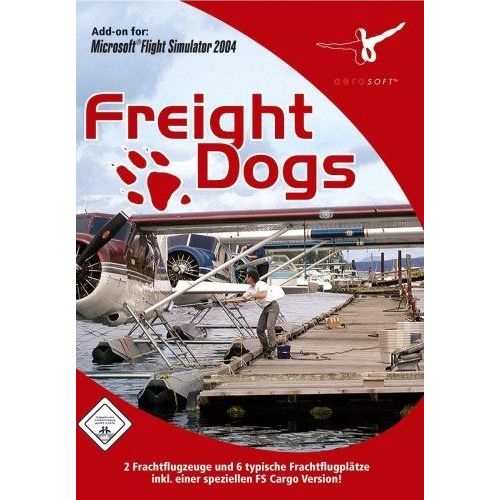 Add-on for:
Microsoft® Flight Simulator 2004
aerosoft™
Freight
Dogs
2 Frachtflugzeuge und 6 typische Frachtflugplätze
inkl. einer speziellen FS Cargo Version!